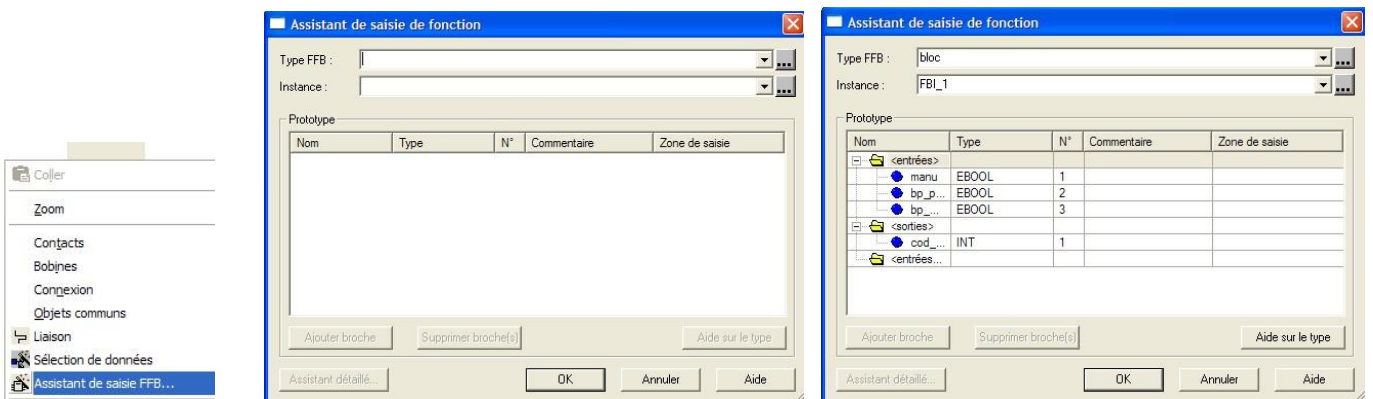 Coller
Zoom
Contacts
Bobines
Connexion
Objets communs
Liaison
Sélection de données
Assistant de saisie FFB...
Assistant de saisie de fonction
Type FFB :
...
Instance :
...
Prototype
Nom Type N° Commentaire Zone de saisie
Ajouter broche Supprimer broche(s) Aide sur le type
Assistant détaillé... OK Annuler Aide
Assistant de saisie de fonction
Type FFB : bloc ...
Instance : FBI_1 ...
Prototype
Nom Type N° Commentaire Zone de saisie
<entrées>
manu EBOOL 1
bp_p... EBOOL 2
bp_... EBOOL 3
<sorties>
cod_... INT 1
<entrées...
Ajouter broche Supprimer broche(s) Aide sur le type
Assistant détaillé... OK Annuler Aide